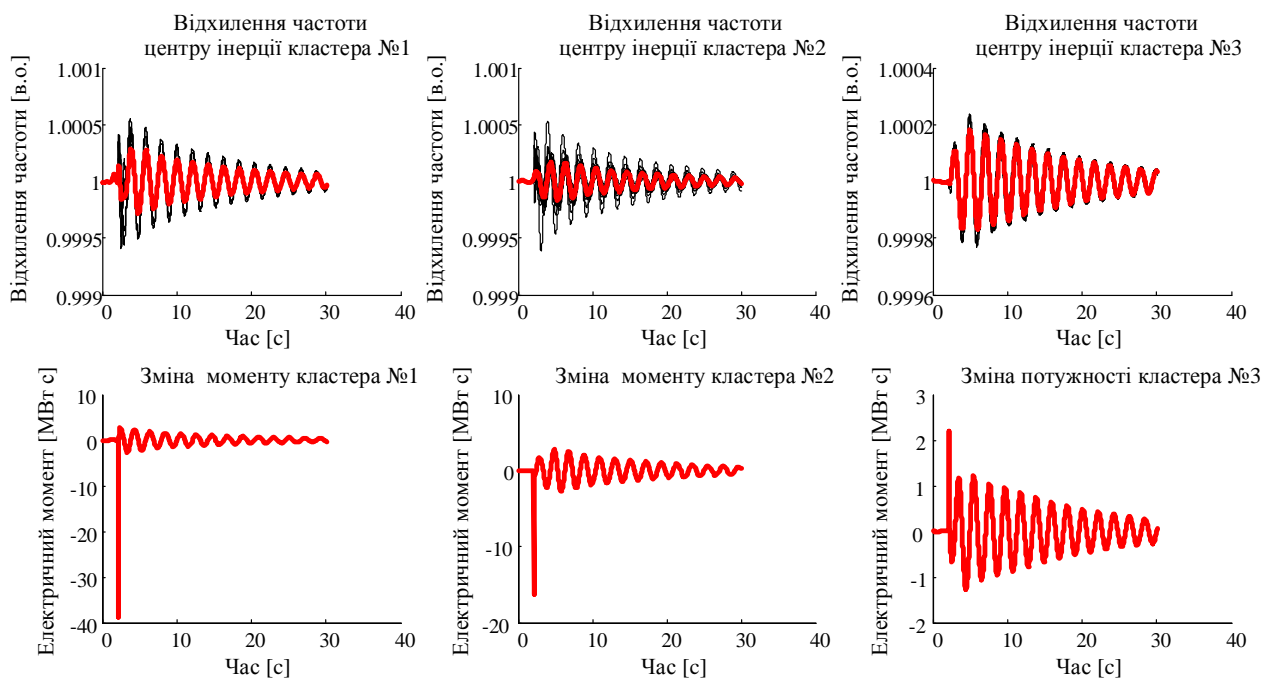 Відхилення частоти
центру інерції кластера №1
Відхилення частоти [в.о.]
1.001
1.0005
1
0.9995
0.999
0
10
20
30
40
Час [с]
Відхилення частоти
центру інерції кластера №2
Відхилення частоти [в.о.]
1.001
1.0005
1
0.9995
0.999
0
10
20
30
40
Час [с]
Відхилення частоти
центру інерції кластера №3
Відхилення частоти [в.о.]
1.0004
1.0002
1
0.9998
0.9996
0
10
20
30
40
Час [с]
Зміна моменту кластера №1
Електричний момент [МВт с]
10
0
-10
-20
-30
-40
0
10
20
30
40
Час [с]
Зміна моменту кластера №2
Електричний момент [МВт с]
10
0
-10
-20
0
10
20
30
40
Час [с]
Зміна потужності кластера №3
Електричний момент [МВт с]
3
2
1
0
-1
-2
0
10
20
30
40
Час [с]